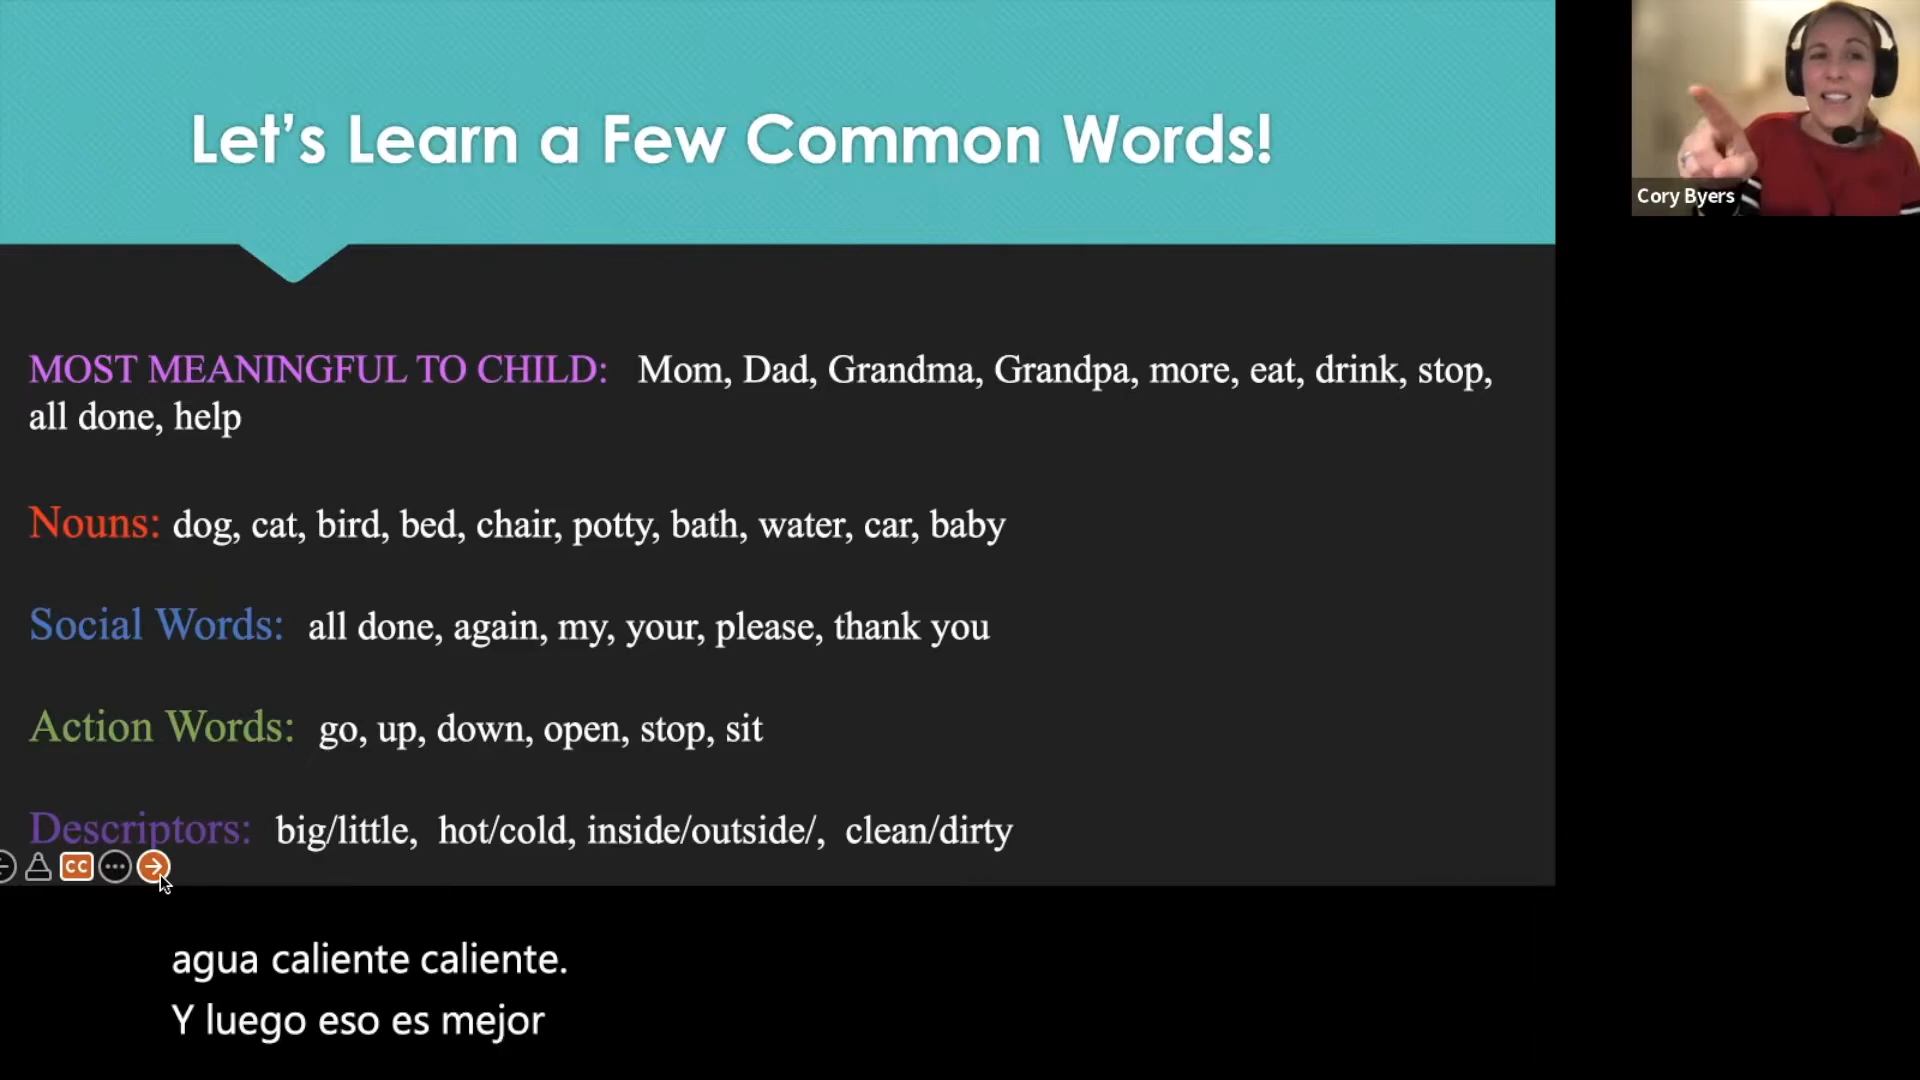 Let's Learn a Few Common Words!
Cory Byers
MOST MEANINGFUL TO CHILD: Mom, Dad, Grandma, Grandpa, more, eat, drink, stop,
all done, help
Nouns: dog, cat, bird, bed, chair, potty, bath, water, car, baby
Social Words: all done, again, my, your, please, thank you
Action Words: go, up, down, open, stop, sit
Descriptors: big/little, hot/cold, inside/outside/, clean/dirty
CC
agua caliente caliente.
Y luego eso es mejor